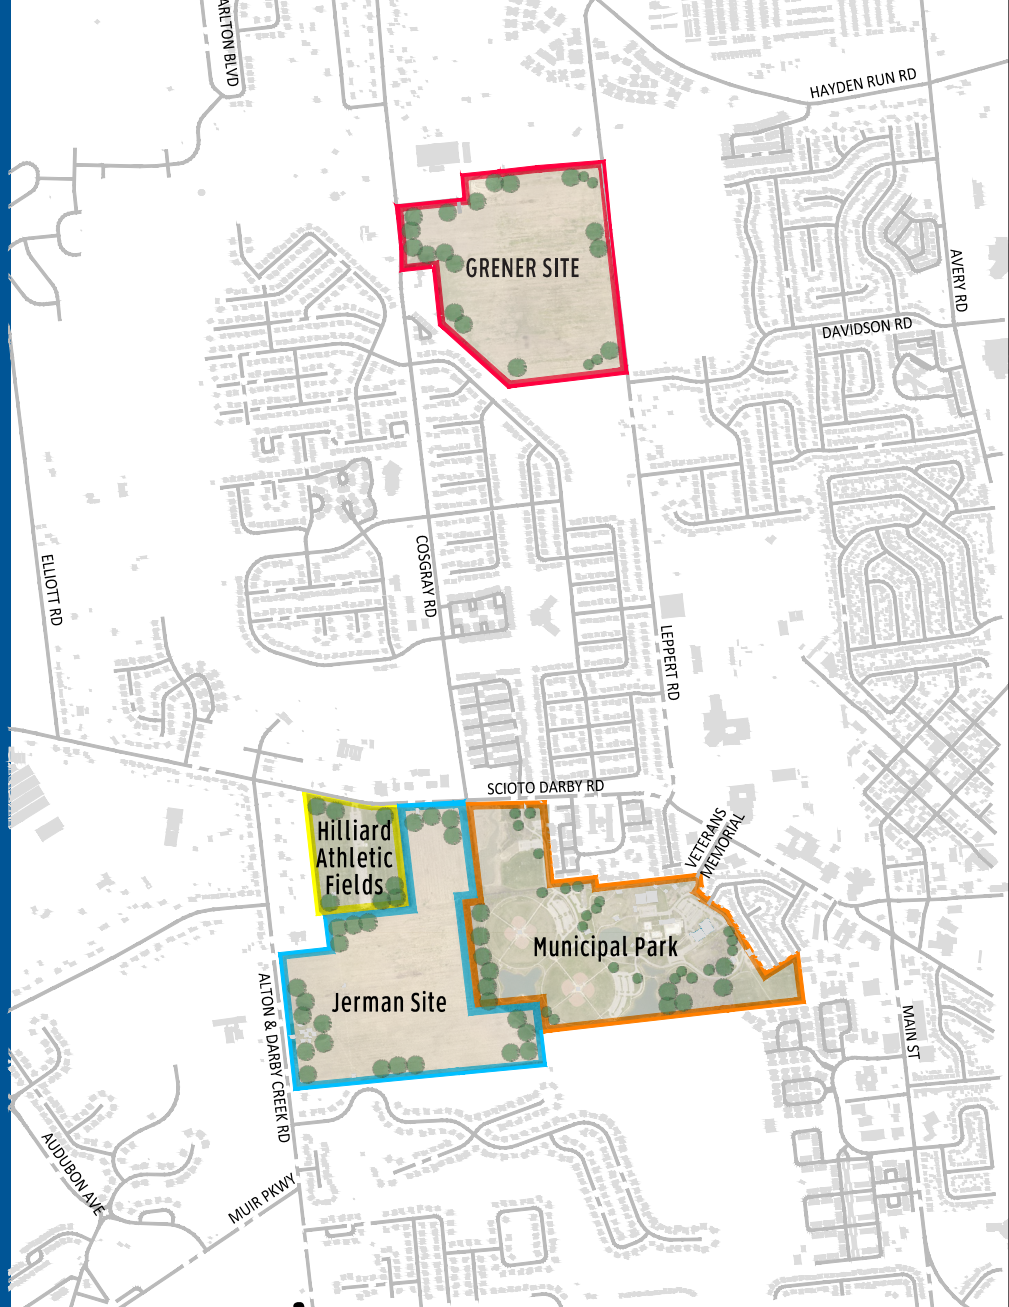 ARLTON BLVD
HAYDEN RUN RD
AVERY RD
GRENER SITE
DAVIDSON RD
ELLIOTT RD
COSGRAY RD
LEPPERT RD
SCIOTO DARBY RD
VETERANS
MEMORIAL
Hilliard
Athletic
Fields
Municipal Park
Jerman Site
ALTON & DARBY CREEK RD
MAIN ST
AUDUBON AVE
MUIR PKWY